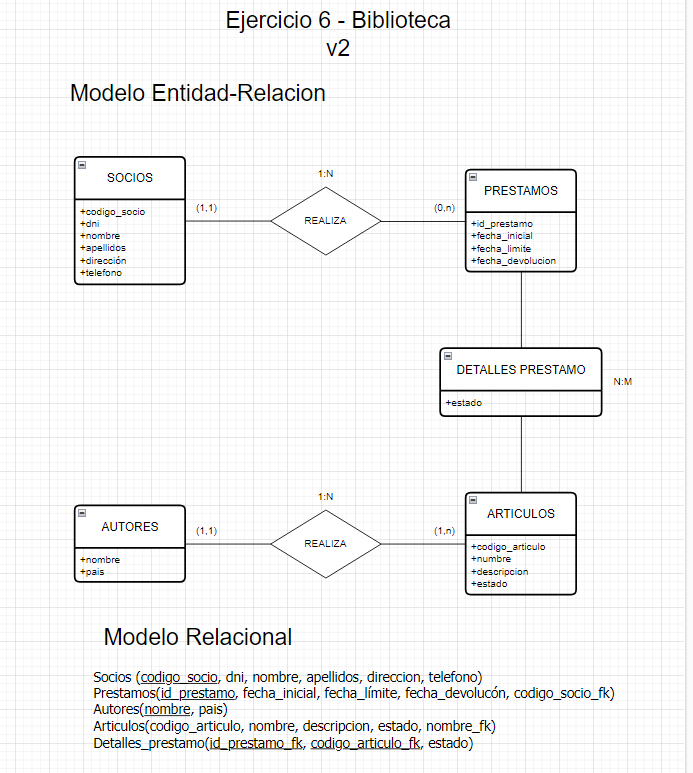 Ejercicio 6 - Biblioteca
v2
Modelo Entidad-Relacion
SOCIOS
+codigo_socio
+dni
+nombre
+apellidos
+dirección
+telefono
(1,1)
1:N
REALIZA
(0,n)
PRESTAMOS
+id_prestamo
+fecha_inicial
+fecha_limite
+fecha_devolucion
DETALLES PRESTAMO
+estado
N:M
AUTORES
+nombre
+pais
(1,1)
1:N
REALIZA
(1,n)
ARTICULOS
+codigo_articulo
+numbre
+descripcion
+estado
Modelo Relacional
Socios (codigo_socio, dni, nombre, apellidos, direccion, telefono)
Prestamos(id_prestamo, fecha_inicial, fecha_límite, fecha_devolucón, codigo_socio_fk)
Autores(nombre, pais)
Articulos(codigo_articulo, nombre, descripcion, estado, nombre_fk)
Detalles_prestamo(id_prestamo_fk, codigo_articulo_fk, estado)